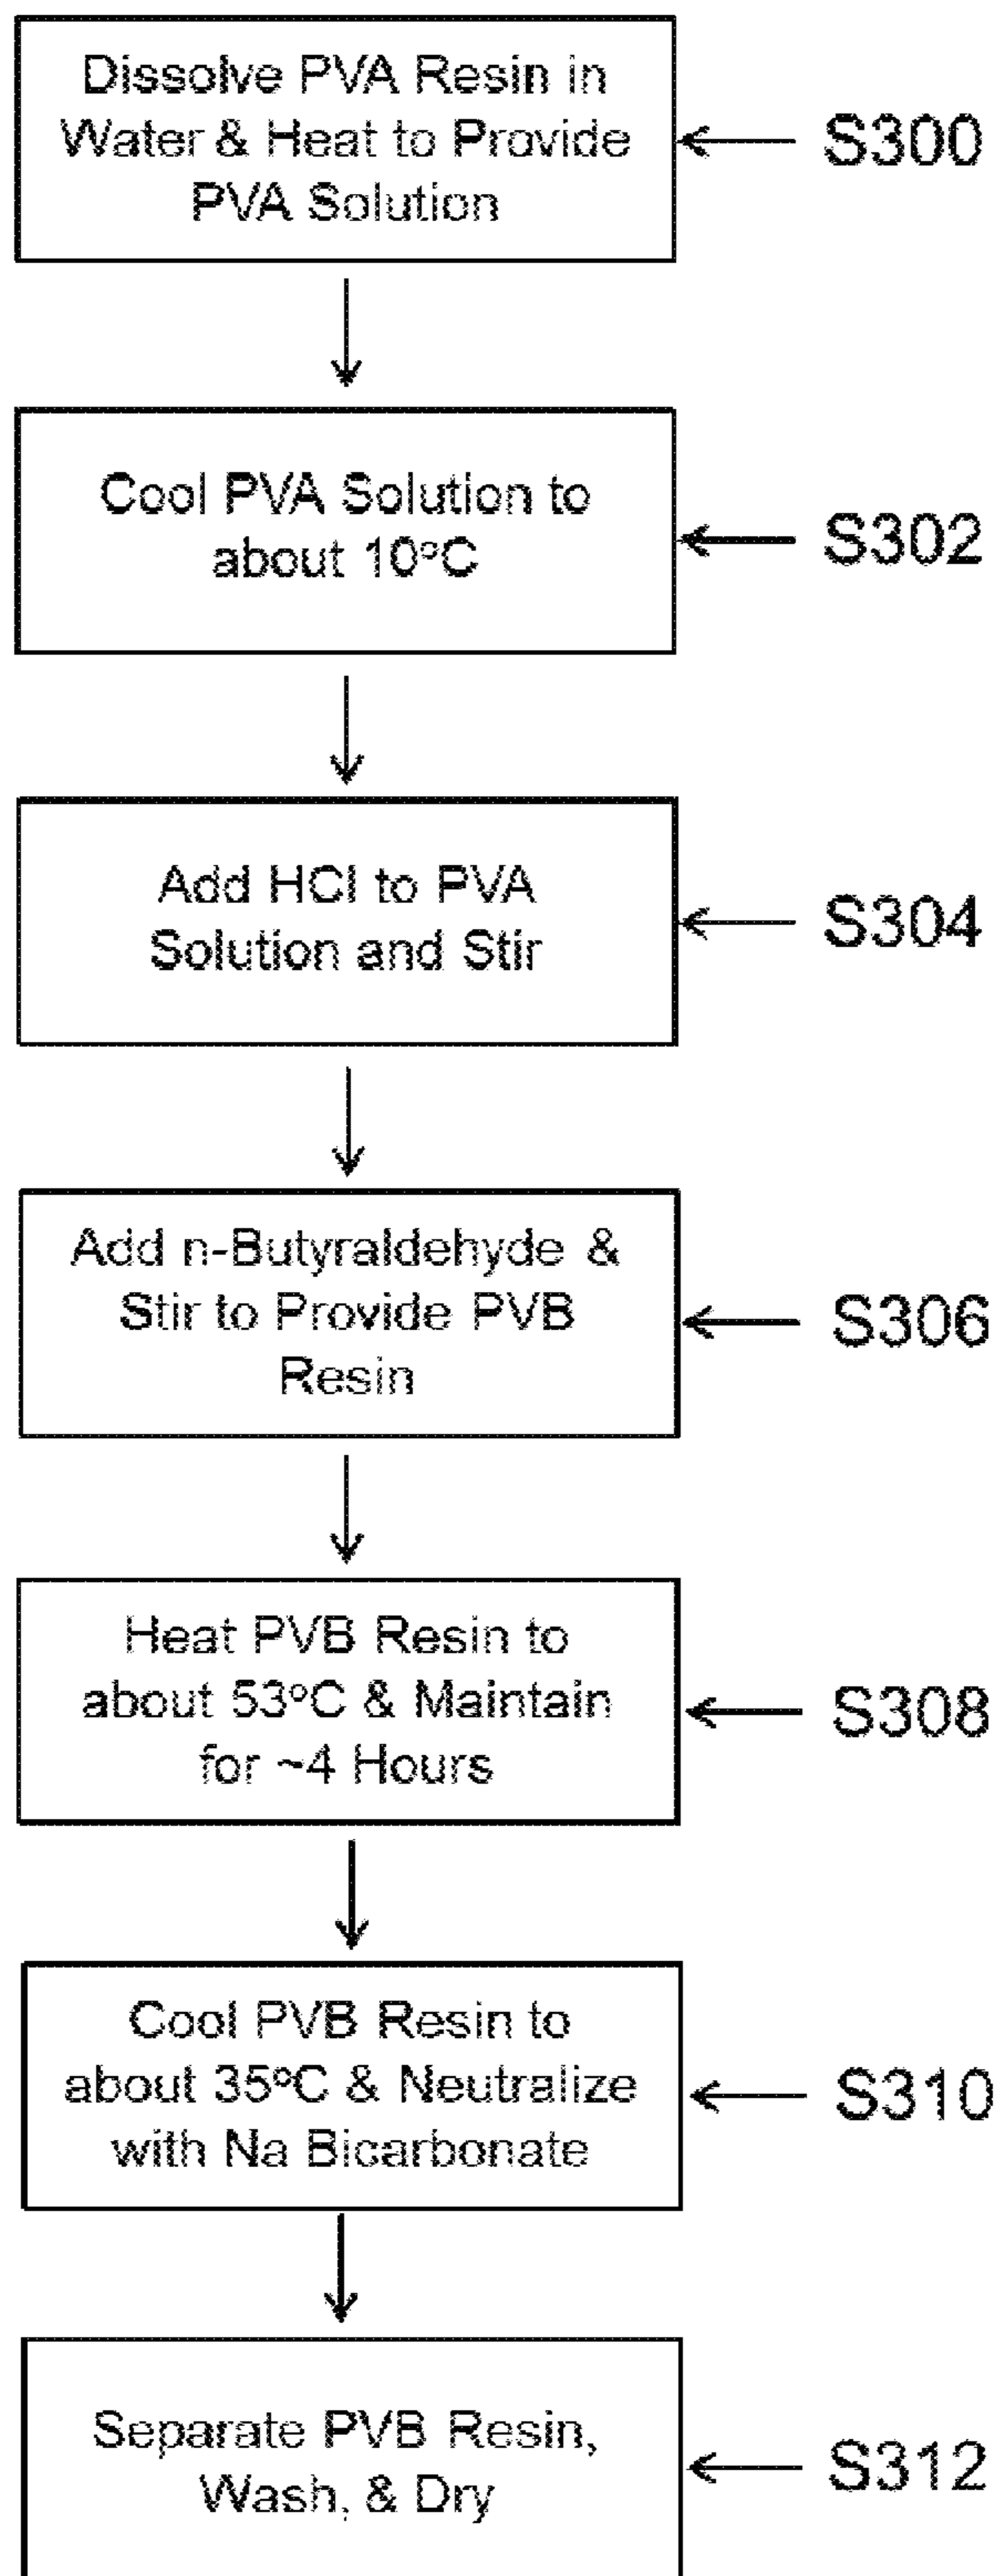 Dissolve PVA Resin in
Water & Heat to Provide
PVA Solution
S300
Cool PVA Solution to
about 10°C
S302
Add HCl to PVA
Solution and Stir
S304
Add n-Butyraldehyde &
Stir to Provide PVB
Resin
S306
Heat PVB Resin to
about 53°C & Maintain
for ~4 Hours
S308
Cool PVB Resin to
about 35°C & Neutralize
with Na Bicarbonate
S310
Separate PVB Resin,
Wash, & Dry
S312